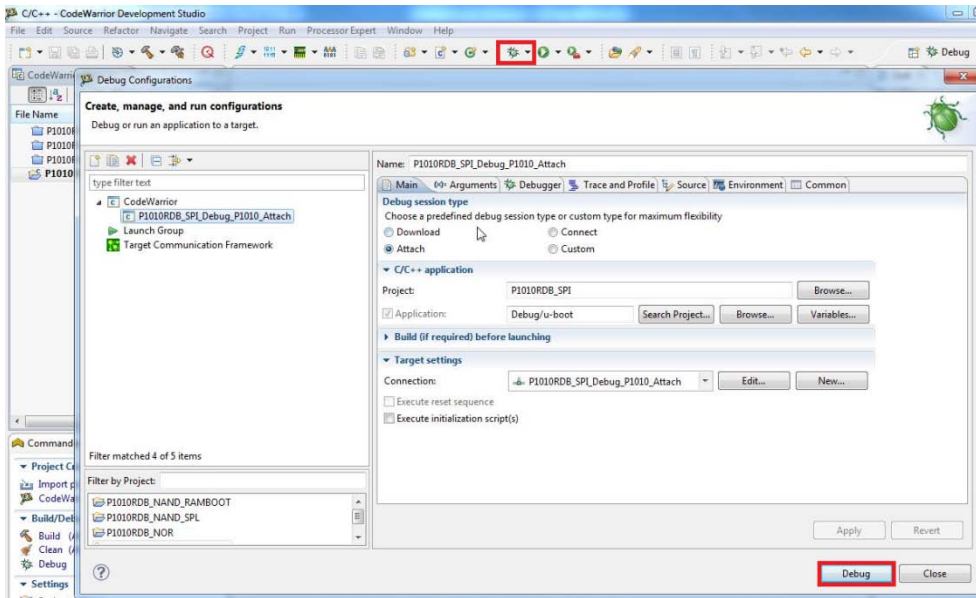 C/C++ - CodeWarrior Development Studio
File Edit Source Refactor Navigate Search Project Run Processor Expert Window Help
Debug
CodeWarri
Debug Configurations
File Name
P1010R
P1010R
P1010R
P1010
Create, manage, and run configurations
Debug or run an application to a target.
type filter text
CodeWarrior
P1010RDB_SPI_Debug_P1010_Attach
Launch Group
Target Communication Framework
Filter matched 4 of 5 items
Filter by Project:
P1010RDB_NAND_RAMBOOT
P1010RDB_NAND_SPL
P1010RDB_NOR
Name: P1010RDB_SPI_Debug_P1010_Attach
Main Arguments Debugger Trace and Profile Source Environment Common
Debug session type
Choose a predefined debug session type or custom type for maximum flexibility
Download Connect
Attach Custom
C/C++ application
Project: P1010RDB_SPI Browse...
Application: Debug/u-boot Search Project... Browse... Variables...
Build (if required) before launching
Target settings
Connection: P1010RDB_SPI_Debug_P1010_Attach Edit... New...
Execute reset sequence
Execute initialization script(s)
Apply Revert
Debug Close
Command
Project Cr
Import p
CodeWa
Build/Deb
Build (A
Clean (A
Debug
Settings